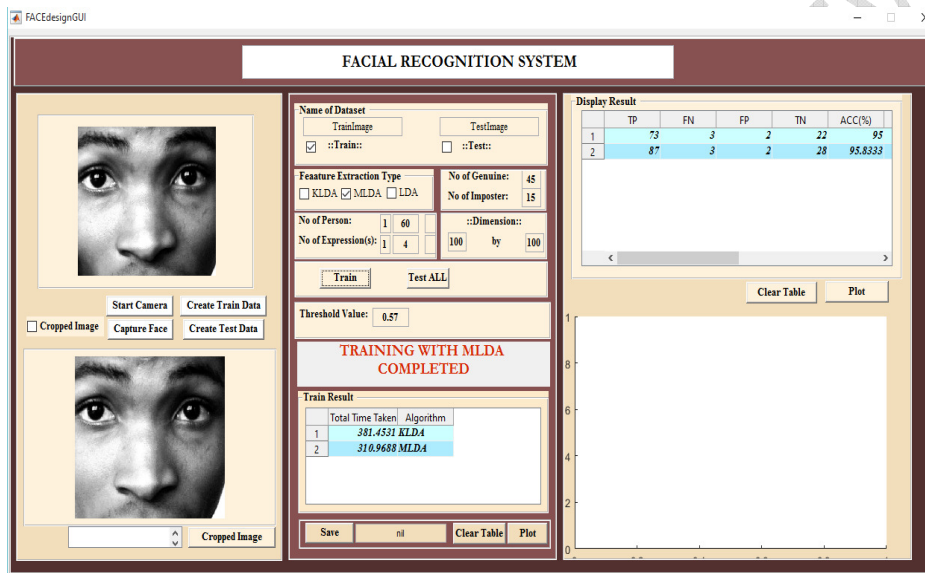 FACEdesignGUI
FACIAL RECOGNITION SYSTEM
Start Camera
Create Train Data
Cropped Image
Capture Face
Create Test Data
Cropped Image
Name of Dataset
TrainImage
TestImage
::Train::
::Test::
Feaature Extraction Type
KLDA MLDA LDA
No of Genuine: 45
No of Imposter: 15
No of Person: 1 60
No of Expression(s): 1 4
::Dimension::
100 by 100
Train
Test ALL
Threshold Value: 0.57
TRAINING WITH MLDA
COMPLETED
Train Result
Total Time Taken Algorithm
1 381.4531 KLDA
2 310.9688 MLDA
Save nil Clear Table Plot
Display Result
TP FN FP TN ACC(%)
1 73 3 2 22 95
2 87 3 2 28 95.8333
Clear Table
Plot
1
8
6
4
2
0